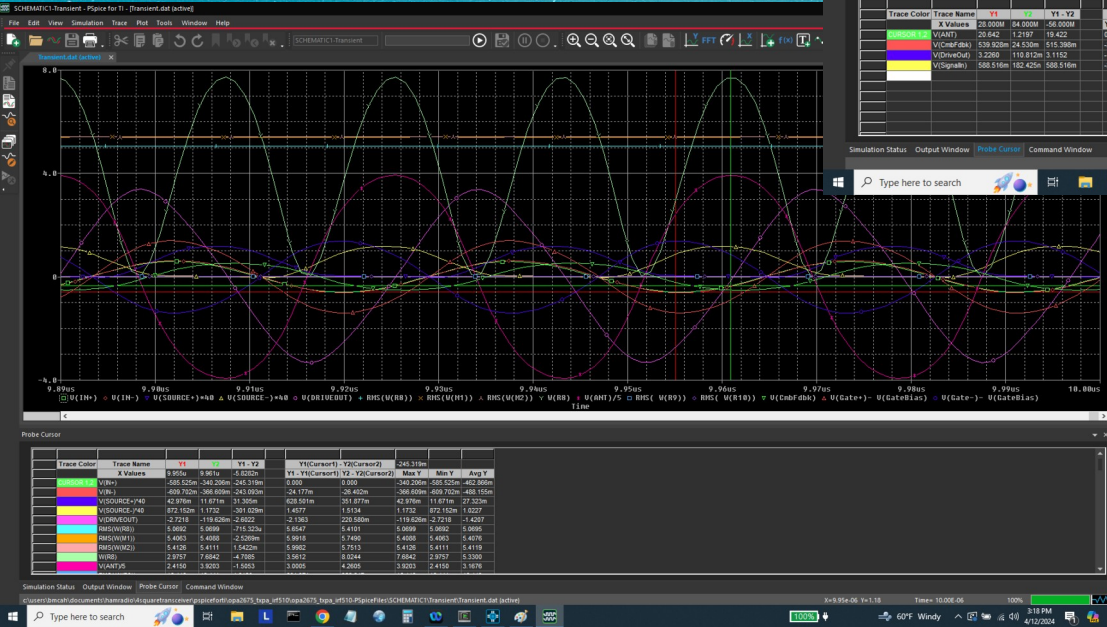 SCHEMATIC1-Transient - PSpice for TI - [Transient.dat (active)]
File Edit View Simulation Trace Plot Tools Window Help
SCHEMATIC1-Transient
FFT
Transient.dat (active)
Trace Color Trace Name Y1 Y2 Y1 - Y2
X Values 28.000M 84.000M -56.000M
CURSOR 1,2 V(ANT) 20.642 1.2197 19.422
V(CmbFdbk) 539.928m 24.530m 515.398m
V(DriveOut) 3.2260 110.812m 3.1152
V(SignalIn) 588.516m 182.425n 588.516m
Simulation Status Output Window Probe Cursor Command Window
Type here to search
8.0
4.0
0
-4.0
9.89us 9.90us 9.91us 9.92us 9.93us 9.94us 9.95us 9.96us 9.97us 9.98us 9.99us 10.00us
V(IN+) V(IN-) V(SOURCE+)*40 V(SOURCE-)*40 V(DRIVEOUT) RMS(W(R8)) RMS(W(M1)) RMS(W(M2)) W(R8) V(ANT)/5 RMS( W(R9)) RMS( W(R10)) V(CmbFdbk) V(Gate+)- V(GateBias) V(Gate-)- V(GateBias)
Time
Probe Cursor
Trace Color Trace Name Y1 Y2 Y1 - Y2 Y1(Cursor1) - Y2(Cursor2) -245.319m
X Values 9.955u 9.961u -5.8282n Y1 - Y1(Cursor1) Y2 - Y2(Cursor2) Max Y Min Y Avg Y
CURSOR 1,2 V(IN+) -585.525m -340.206m -245.319m 0.000 0.000 -340.206m -585.525m -462.866m
V(IN-) -609.702m -366.609m -243.093m -24.177m -26.402m -366.609m -609.702m -488.155m
V(SOURCE+)*40 42.976m 11.671m 31.305m 628.501m 351.877m 42.976m 11.671m 27.323m
V(SOURCE-)*40 872.152m 1.1732 -301.029m 1.4577 1.5134 1.1732 872.152m 1.0227
V(DRIVEOUT) -2.7218 -119.626m -2.6022 -2.1363 220.580m -119.626m -2.7218 -1.4207
RMS(W(R8)) 5.0692 5.0699 -715.323u 5.6547 5.4101 5.0699 5.0692 5.0695
RMS(W(M1)) 5.4063 5.4088 -2.5269m 5.9918 5.7490 5.4088 5.4063 5.4076
RMS(W(M2)) 5.4126 5.4111 1.5422m 5.9982 5.7513 5.4126 5.4111 5.4119
W(R8) 2.9757 7.6842 -4.7085 3.5612 8.0244 7.6842 2.9757 5.3300
V(ANT)/5 2.4150 3.9203 -1.5053 3.0005 4.2605 3.9203 2.4150 3.1676
Simulation Status Output Window Probe Cursor Command Window
c:\users\bmcah\documents\hamradio\4squaretransceiver\pspiceforti\opa2675_txpa_irf510\opa2675_txpa_irf510-PSpiceFiles\SCHEMATIC1\Transient\Transient.dat (active) X=9.95e-06 Y=1.18 Time= 10.00E-06 100%
Type here to search
100%
60°F Windy
3:18 PM
4/12/2024